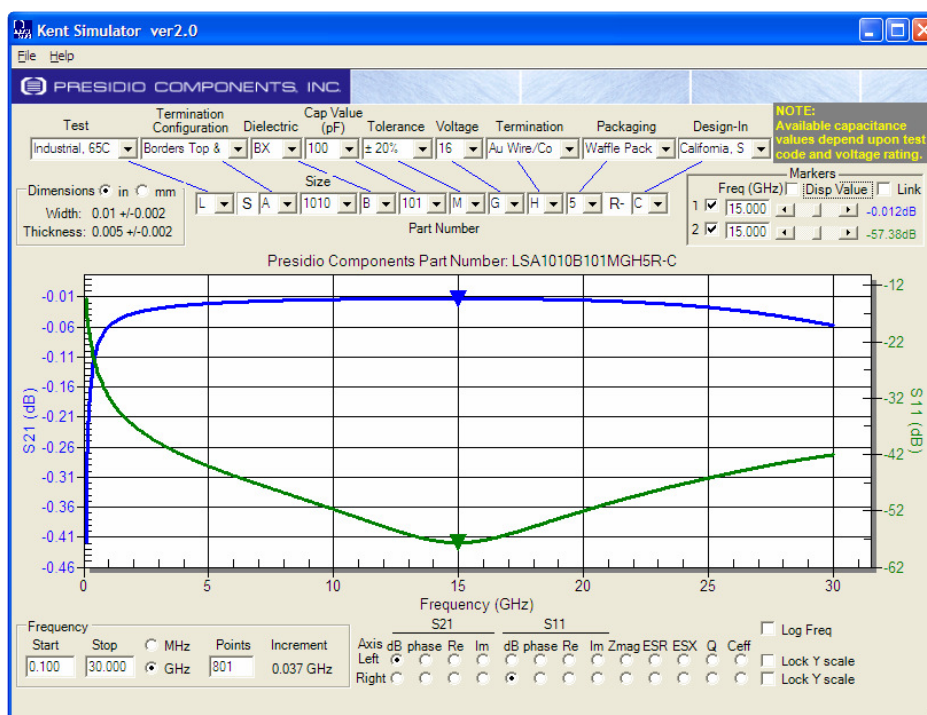 Kent Simulator ver2.0
File Help
PRESIDIO COMPONENTS, INC.
Test
Termination Configuration
Dielectric
Cap Value (pF)
Tolerance
Voltage
Termination
Packaging
Design-In
NOTE:
Available capacitance
values depend upon test
code and voltage rating.
Industrial, 65C
Borders Top &
BX
100
± 20%
16
Au Wire/Co
Waffle Pack
California, S
Dimensions in mm
Width: 0.01 +/-0.002
Thickness: 0.005 +/-0.002
Size
L S A 1010 B 101 M G H 5 R- C
Part Number
Markers
Freq (GHz) Disp Value Link
1 15.000 -0.012dB
2 15.000 -57.38dB
Presidio Components Part Number: LSA1010B101MGH5R-C
S21 (dB)
-0.01
-0.06
-0.11
-0.16
-0.21
-0.26
-0.31
-0.36
-0.41
-0.46
-12
-22
-32
-42
-52
-62
S11 (dB)
0 5 10 15 20 25 30
Frequency (GHz)
Frequency
Start Stop MHz Points Increment
0.100 30.000 GHz 801 0.037 GHz
S21 S11
Axis dB phase Re Im dB phase Re Im Zmag ESR ESX Q Ceff
Left
Right
Log Freq
Lock Y scale
Lock Y scale